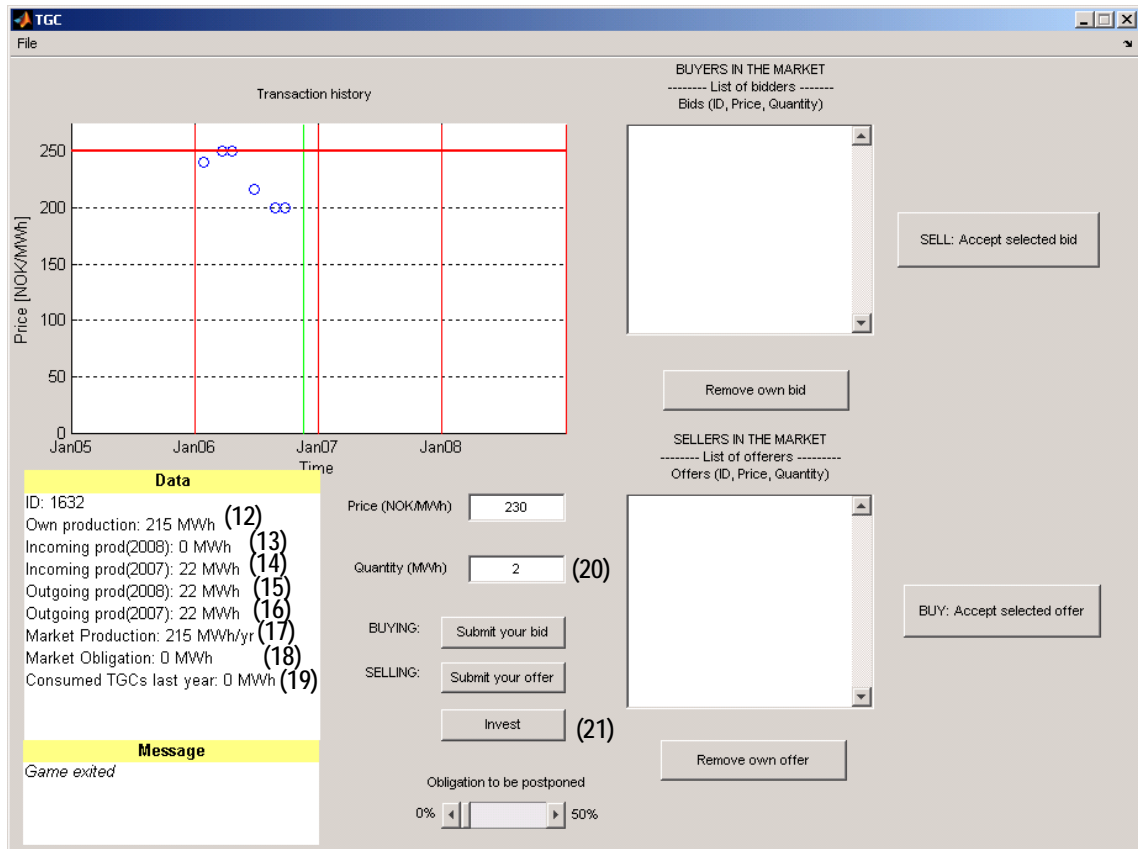 TGC
File
Transaction history
Price [NOK/MWh]
250
200
150
100
50
0
Jan05 Jan06 Jan07 Jan08
Time
BUYERS IN THE MARKET
-------- List of bidders -------
Bids (ID, Price, Quantity)
SELL: Accept selected bid
Remove own bid
SELLERS IN THE MARKET
-------- List of offerers ---------
Offers (ID, Price, Quantity)
BUY: Accept selected offer
Remove own offer
Data
ID: 1632
Own production: 215 MWh (12)
Incoming prod(2008): 0 MWh (13)
Incoming prod(2007): 22 MWh (14)
Outgoing prod(2008): 22 MWh (15)
Outgoing prod(2007): 22 MWh (16)
Market Production: 215 MWh/yr (17)
Market Obligation: 0 MWh (18)
Consumed TGCs last year: 0 MWh (19)
Message
Game exited
Price (NOK/MWh) 230
Quantity (MWh) 2 (20)
BUYING: Submit your bid
SELLING: Submit your offer
Invest (21)
Obligation to be postponed
0% 50%